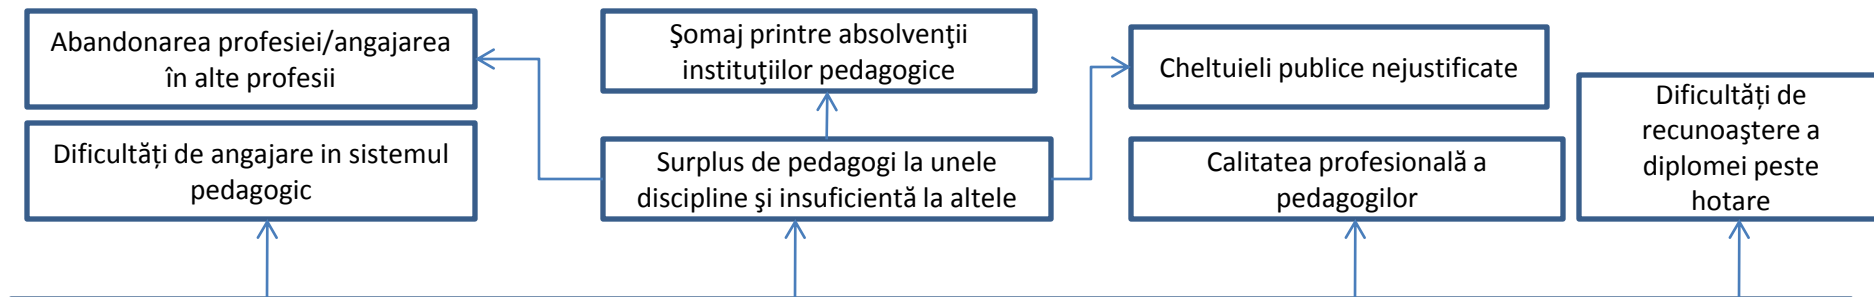 Abandonarea profesiei/angajarea
în alte profesii
Şomaj printre absolvenţii
instituţiilor pedagogice
Cheltuieli publice nejustificate
Dificultăți de
recunoaştere a
diplomei peste
hotare
Dificultăți de angajare in sistemul
pedagogic
Surplus de pedagogi la unele
discipline şi insuficientă la altele
Calitatea profesională a
pedagogilor